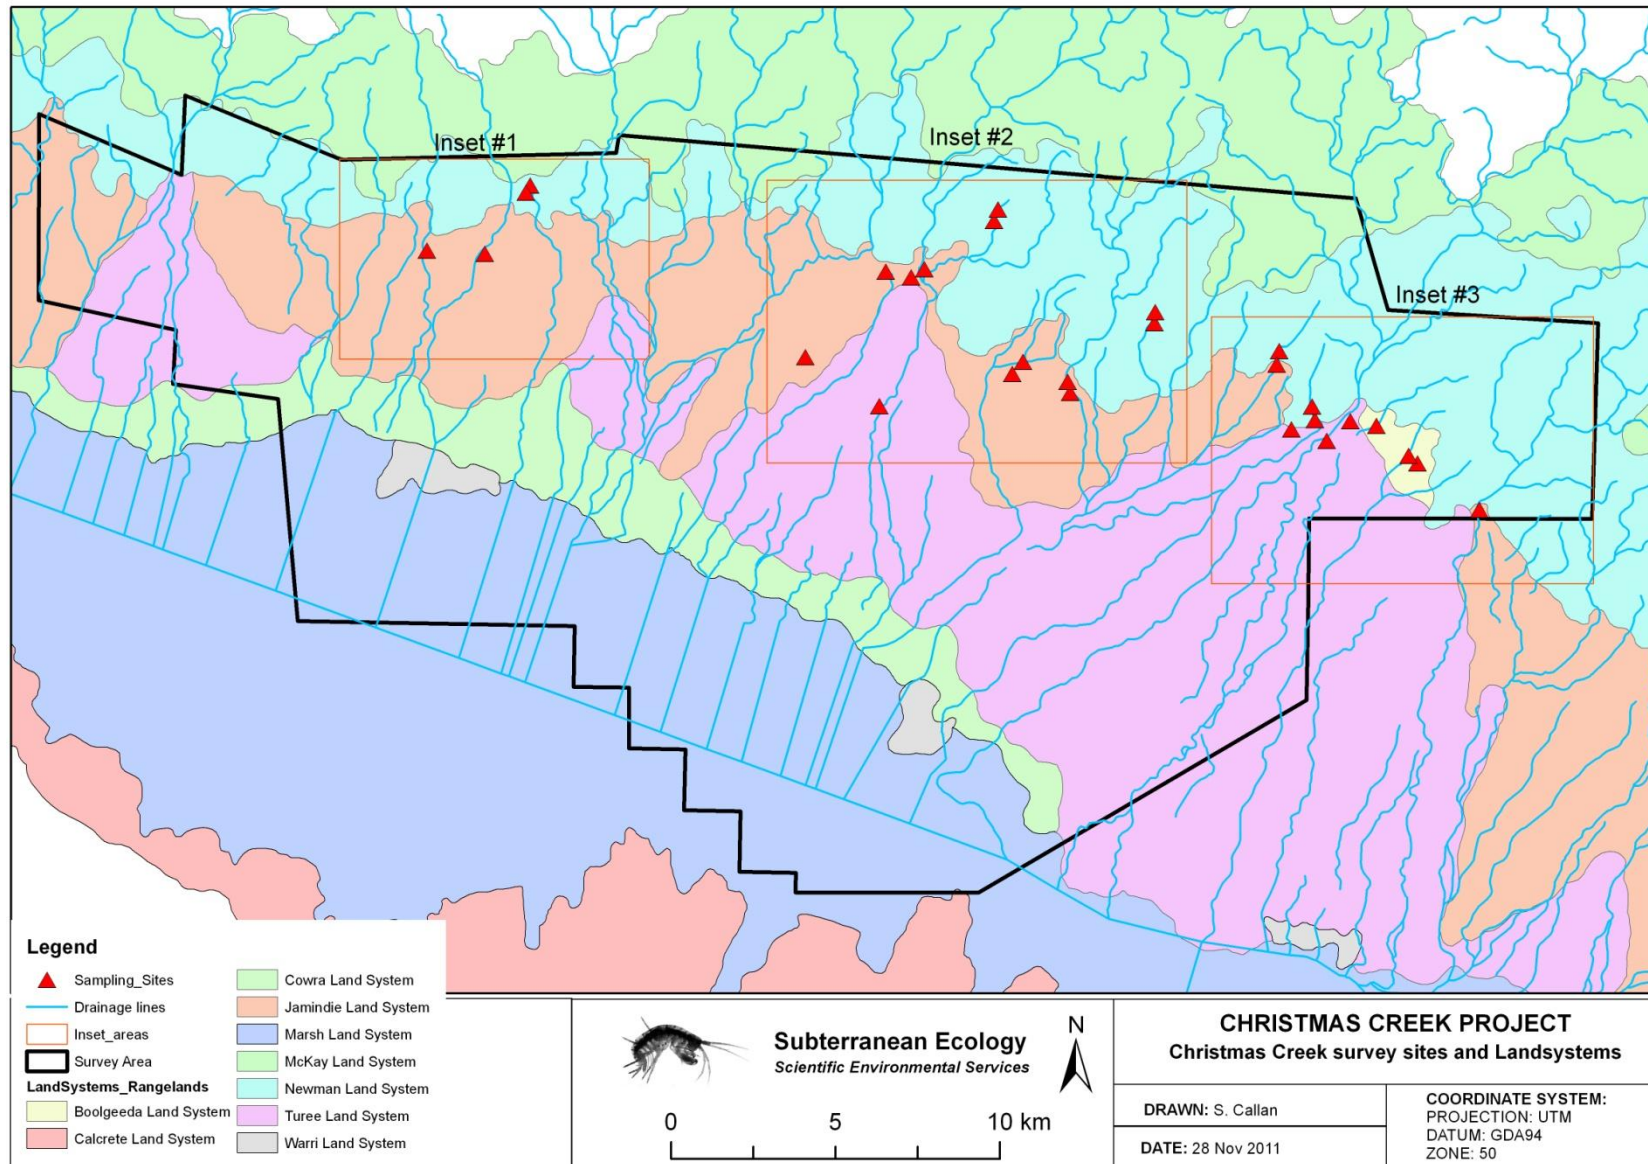 Inset #1
Inset #2
Inset #3
Legend
Sampling_Sites
Drainage lines
Inset_areas
Survey Area
LandSystems_Rangelands
Boolgeeda Land System
Calcrete Land System
Cowra Land System
Jamindie Land System
Marsh Land System
McKay Land System
Newman Land System
Turee Land System
Warri Land System
Subterranean Ecology
Scientific Environmental Services
N
0 5 10 km
CHRISTMAS CREEK PROJECT
Christmas Creek survey sites and Landsystems
DRAWN: S. Callan
DATE: 28 Nov 2011
COORDINATE SYSTEM:
PROJECTION: UTM
DATUM: GDA94
ZONE: 50